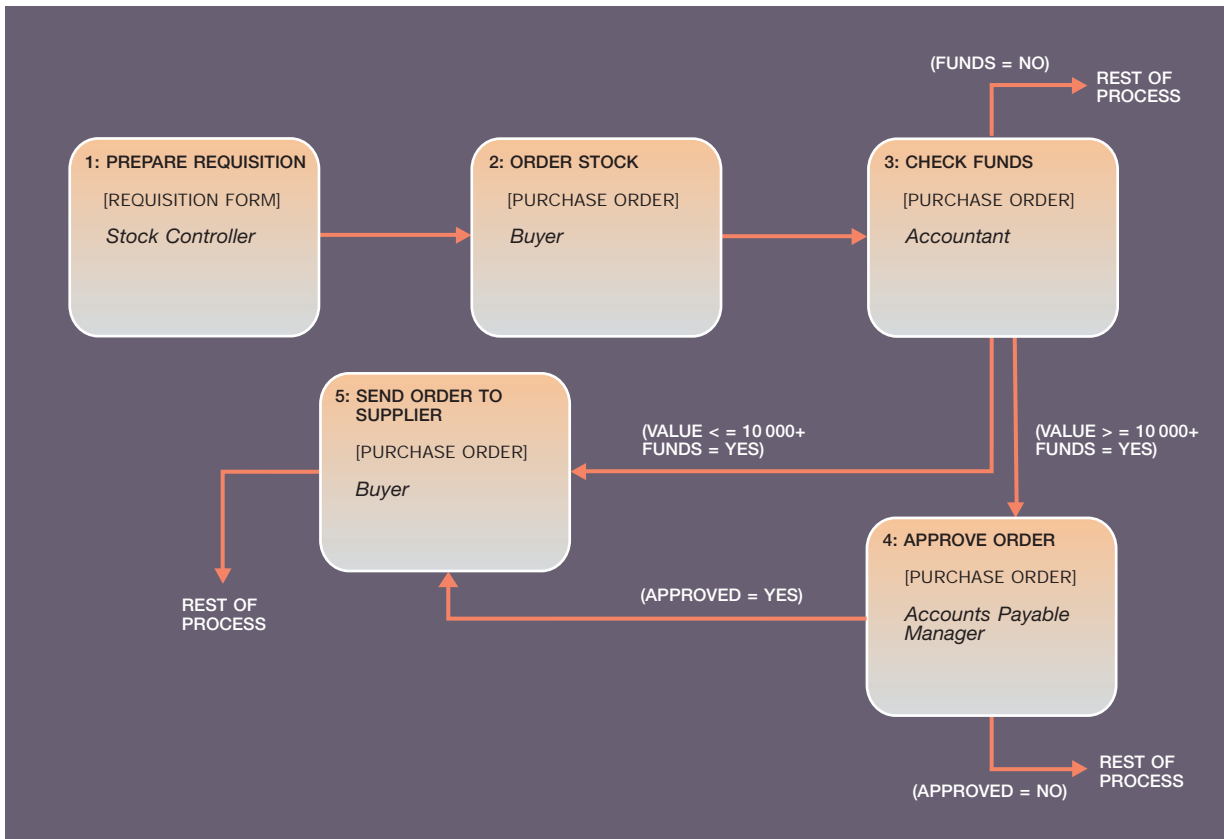 (FUNDS = NO)
REST OF
PROCESS
1: PREPARE REQUISITION
[REQUISITION FORM]
Stock Controller
2: ORDER STOCK
[PURCHASE ORDER]
Buyer
3: CHECK FUNDS
[PURCHASE ORDER]
Accountant
5: SEND ORDER TO
SUPPLIER
[PURCHASE ORDER]
Buyer
(VALUE < = 10 000+
FUNDS = YES)
(VALUE > = 10 000+
FUNDS = YES)
4: APPROVE ORDER
[PURCHASE ORDER]
Accounts Payable
Manager
(APPROVED = YES)
REST OF
PROCESS
REST OF
PROCESS
(APPROVED = NO)